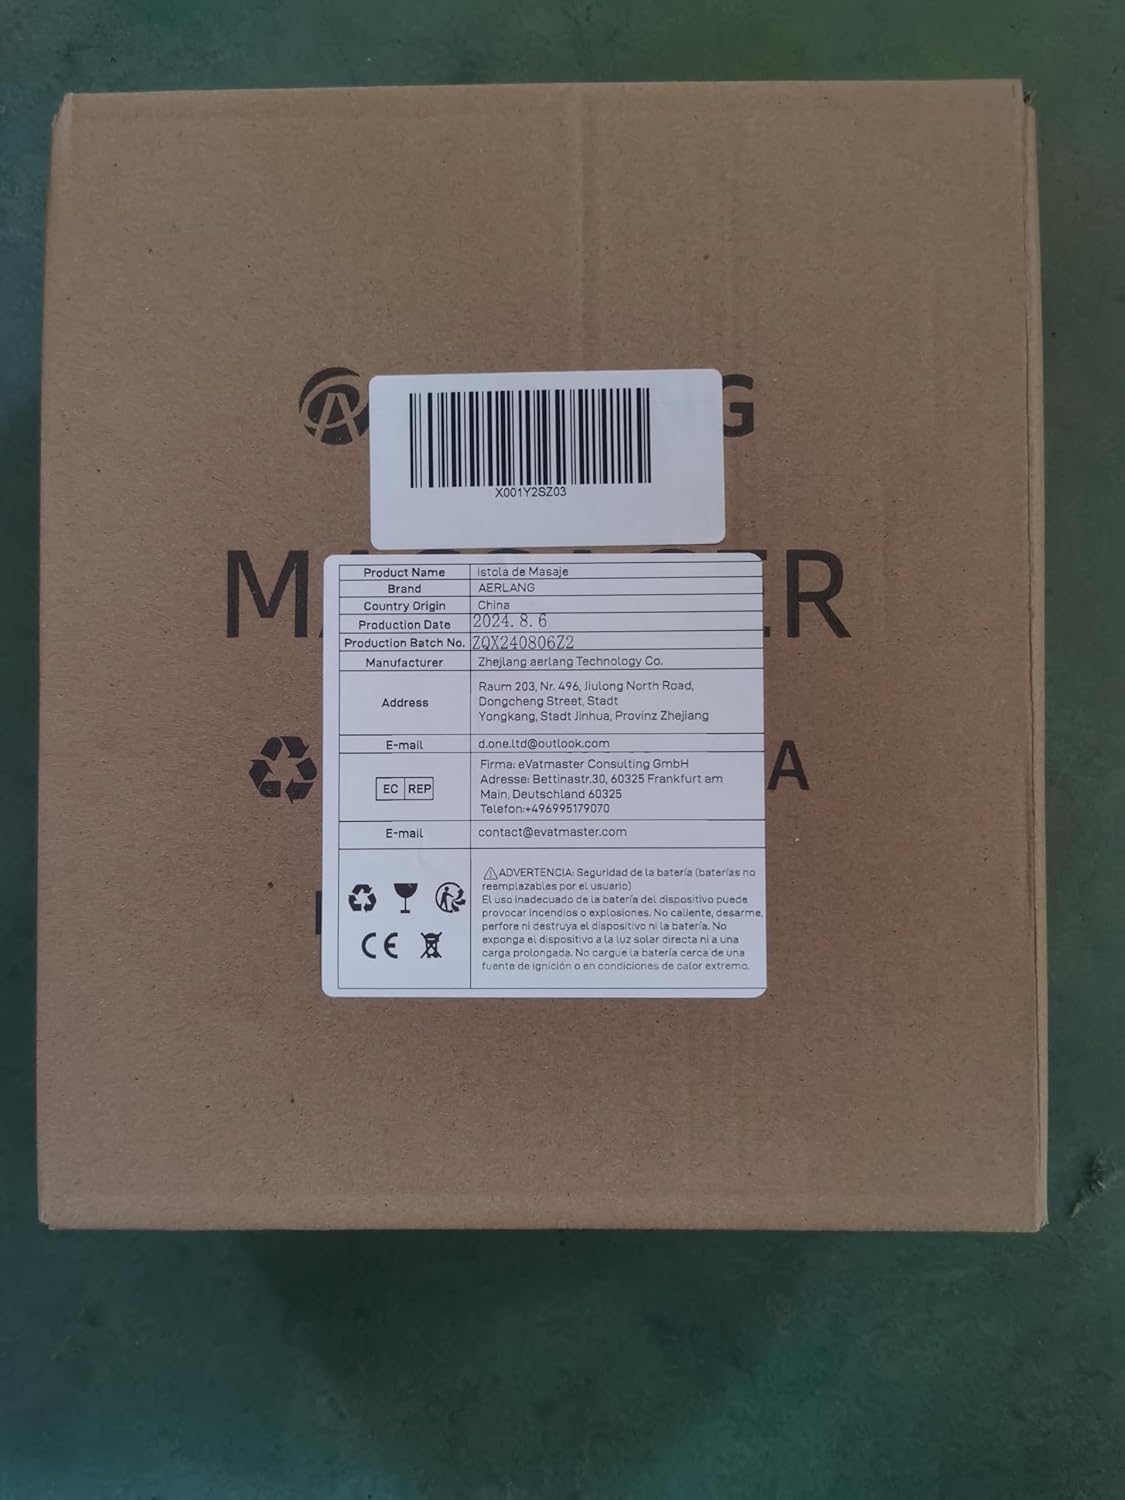 G
X001Y2SZ03
MASSAGER
Product Name Istola de Masaje
Brand AERLANG
Country Origin China
Production Date 2024. 8. 6
Production Batch No. ZQX240806Z2
Manufacturer Zhejlang aerlang Technology Co.
Address Raum 203, Nr. 496, Jiulong North Road,
Dongcheng Street, Stadt
Yongkang, Stadt Jinhua, Provinz Zhejiang
E-mail d.one.ltd@outlook.com
A
EC REP Firma: eVatmaster Consulting GmbH
Adresse: Bettinastr.30, 60325 Frankfurt am
Main, Deutschland 60325
Telefon:+496995179070
E-mail contact@evatmaster.com
⚠ADVERTENCIA: Seguridad de la batería (baterías no
reemplazables por el usuario)
El uso inadecuado de la batería del dispositivo puede
provocar incendios o explosiones. No caliente, desarme,
perfore ni destruya el dispositivo ni la batería. No
exponga el dispositivo a la luz solar directa ni a una
carga prolongada. No cargue la batería cerca de una
fuente de ignición o en condiciones de calor extremo.
CE